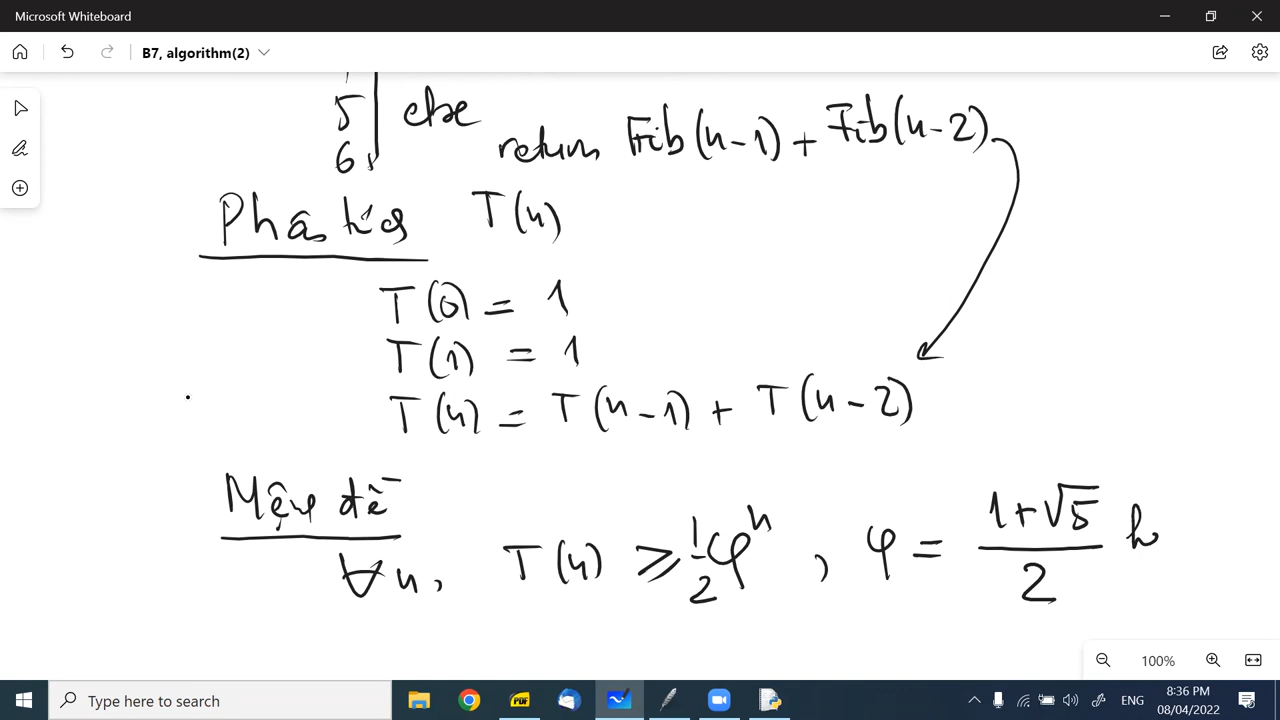 Microsoft Whiteboard
B7, algorithm(2)
5 else
6 return Fib(n-1) + Fib(n-2)
Phân tích T(n)
T(0) = 1
T(1) = 1
T(n) = T(n-1) + T(n-2)
Mệnh đề
∀n, T(n) ⩾ 1/2 φ^n , φ = (1+√5)/2
100%
Type here to search
PDF
ENG
8:36 PM
08/04/2022